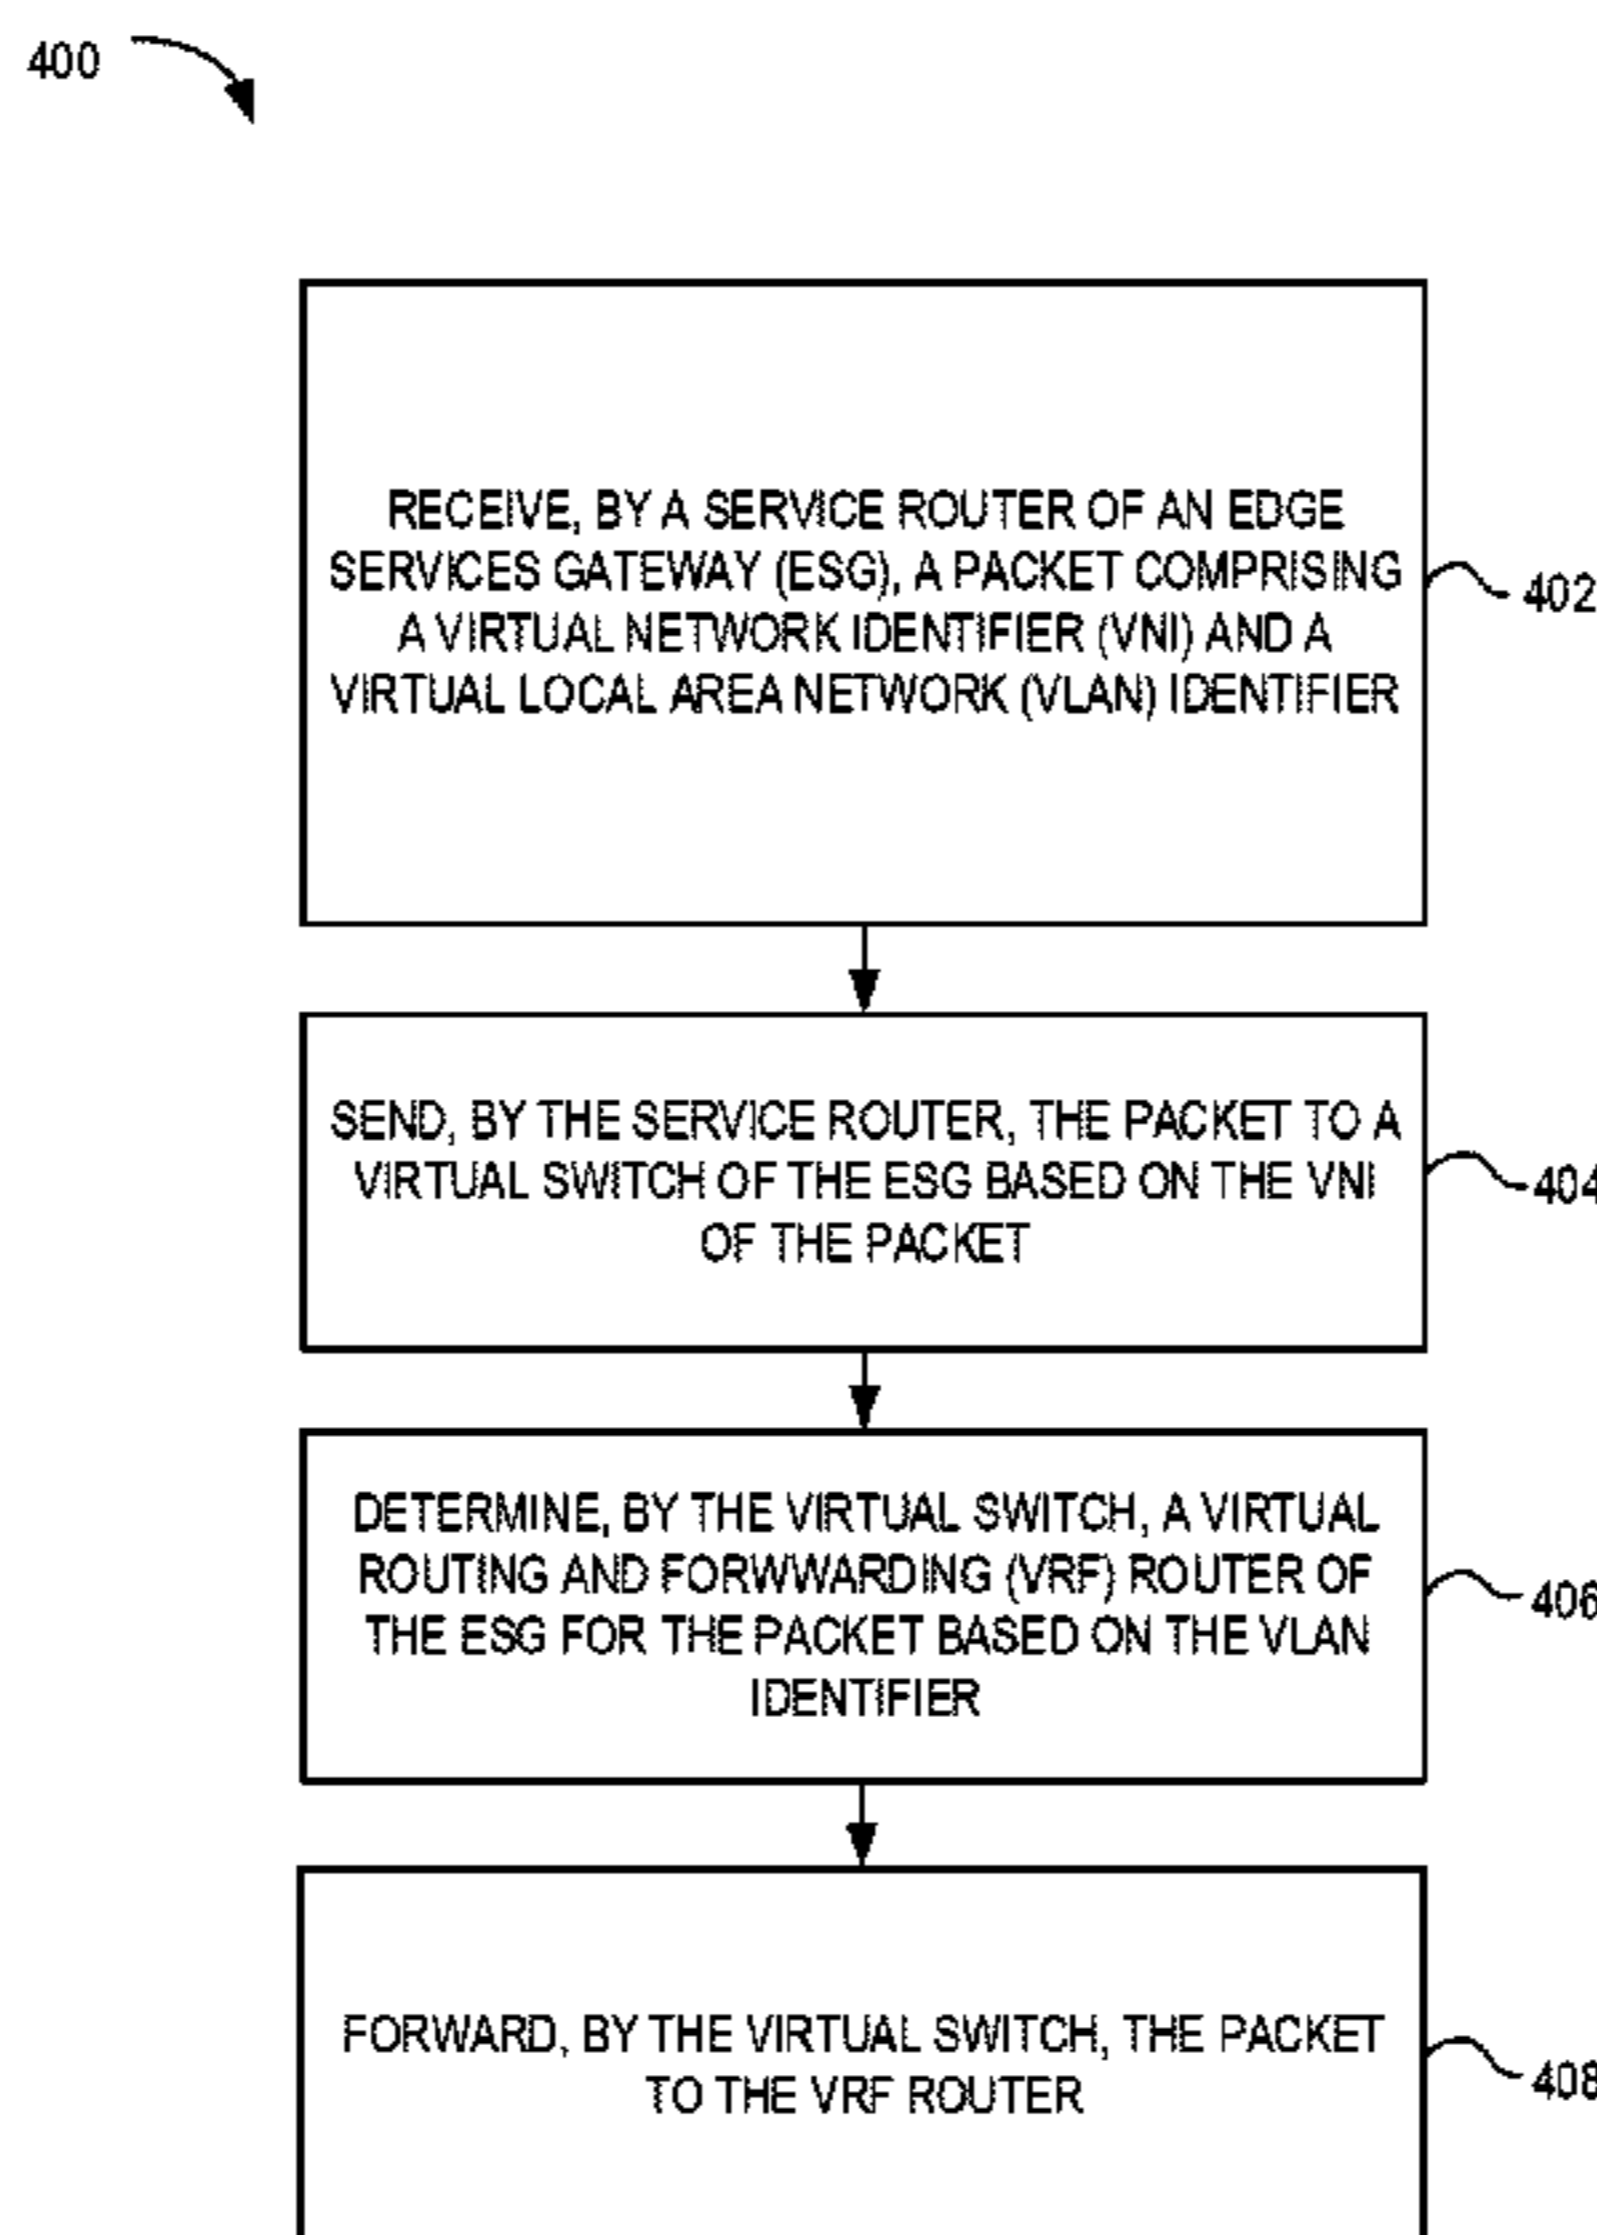 400
RECEIVE, BY A SERVICE ROUTER OF AN EDGE
SERVICES GATEWAY (ESG), A PACKET COMPRISING
A VIRTUAL NETWORK IDENTIFIER (VNI) AND A
VIRTUAL LOCAL AREA NETWORK (VLAN) IDENTIFIER
402
SEND, BY THE SERVICE ROUTER, THE PACKET TO A
VIRTUAL SWITCH OF THE ESG BASED ON THE VNI
OF THE PACKET
404
DETERMINE, BY THE VIRTUAL SWITCH, A VIRTUAL
ROUTING AND FORWWARDING (VRF) ROUTER OF
THE ESG FOR THE PACKET BASED ON THE VLAN
IDENTIFIER
406
FORWARD, BY THE VIRTUAL SWITCH, THE PACKET
TO THE VRF ROUTER
408